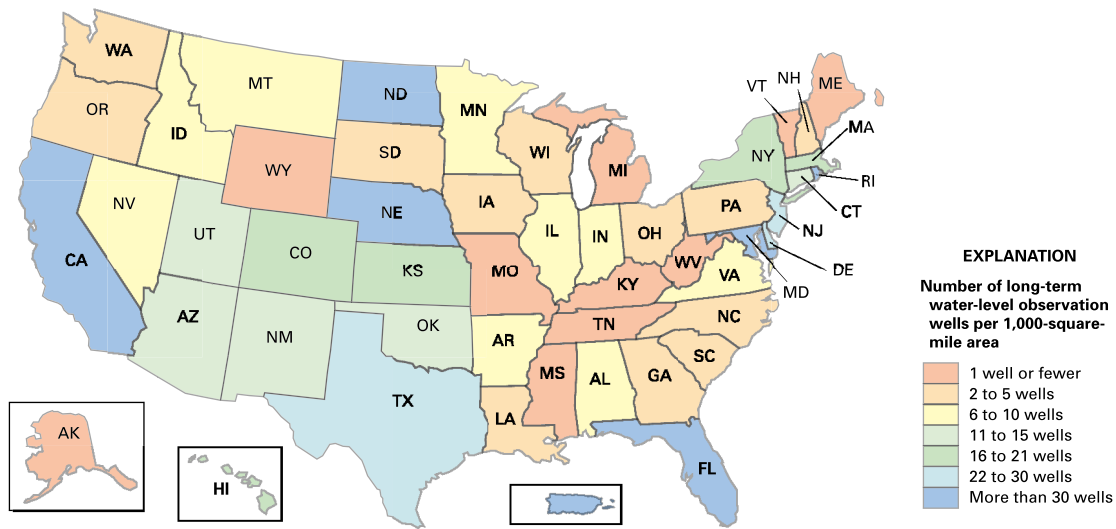 WA
MT
ND
MN
VT
NH
ME
OR
ID
SD
WI
MI
NY
MA
WY
RI
NV
NE
IA
PA
CT
UT
CO
IL
IN
OH
NJ
CA
KS
MO
WV
VA
DE
MD
KY
AZ
NM
OK
TN
NC
AR
SC
MS
AL
GA
TX
LA
AK
HI
FL
EXPLANATION
Number of long-term
water-level observation
wells per 1,000-square-
mile area
1 well or fewer
2 to 5 wells
6 to 10 wells
11 to 15 wells
16 to 21 wells
22 to 30 wells
More than 30 wells